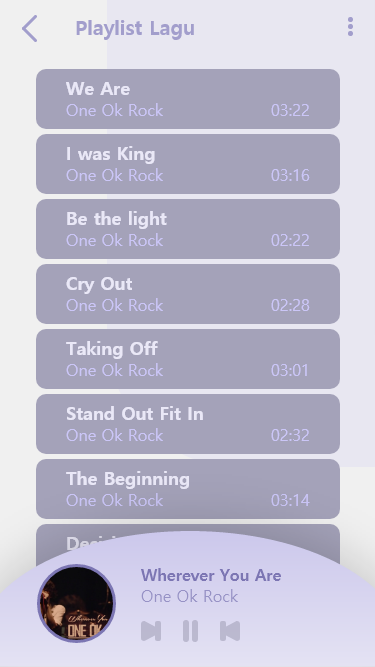 Playlist Lagu
We Are
One Ok Rock 03:22
I was King
One Ok Rock 03:16
Be the light
One Ok Rock 02:22
Cry Out
One Ok Rock 02:28
Taking Off
One Ok Rock 03:01
Stand Out Fit In
One Ok Rock 02:32
The Beginning
One Ok Rock 03:14
Wherever You Are
One Ok Rock
ONE OK